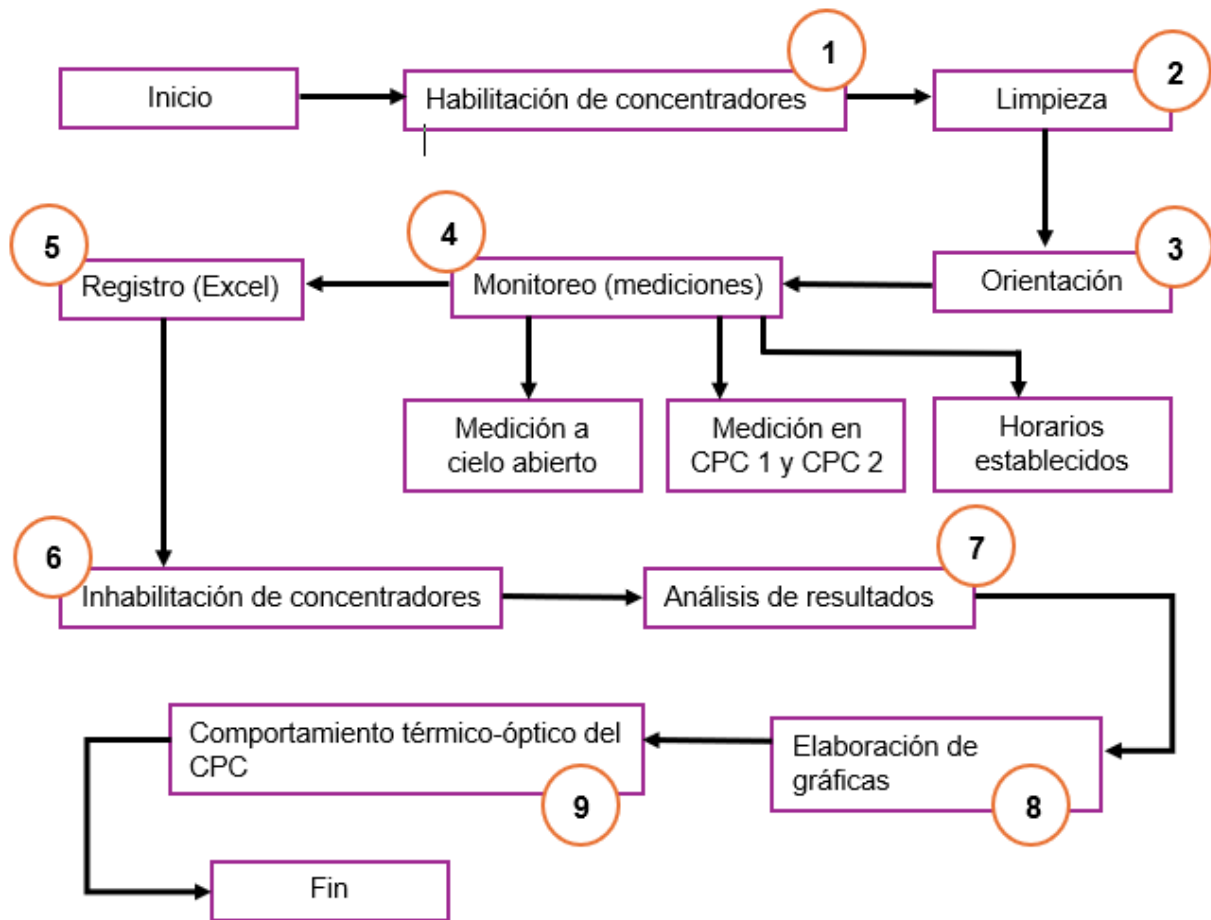 1
2
Inicio
Habilitación de concentradores
Limpieza
5
4
3
Registro (Excel)
Monitoreo (mediciones)
Orientación
Medición a
cielo abierto
Medición en
CPC 1 y CPC 2
Horarios
establecidos
6
7
Inhabilitación de concentradores
Análisis de resultados
Comportamiento térmico-óptico del
CPC
9
Elaboración de
gráficas
8
Fin